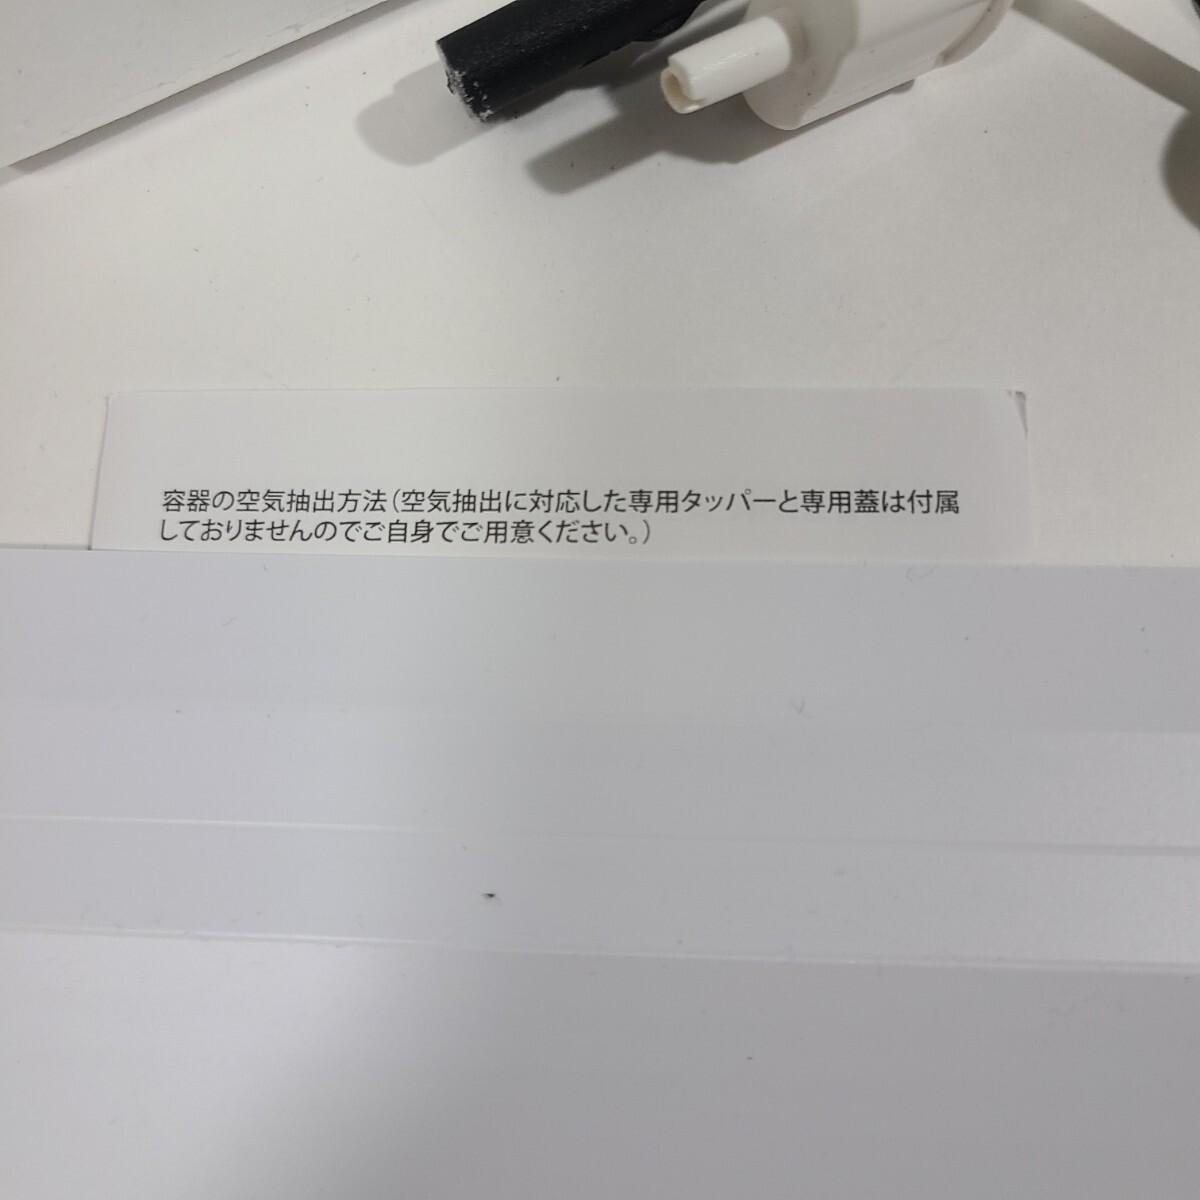 容器の空気抽出方法(空気抽出に対応した専用タッパーと専用蓋は付属
しておりませんのでご自身でご用意ください。)